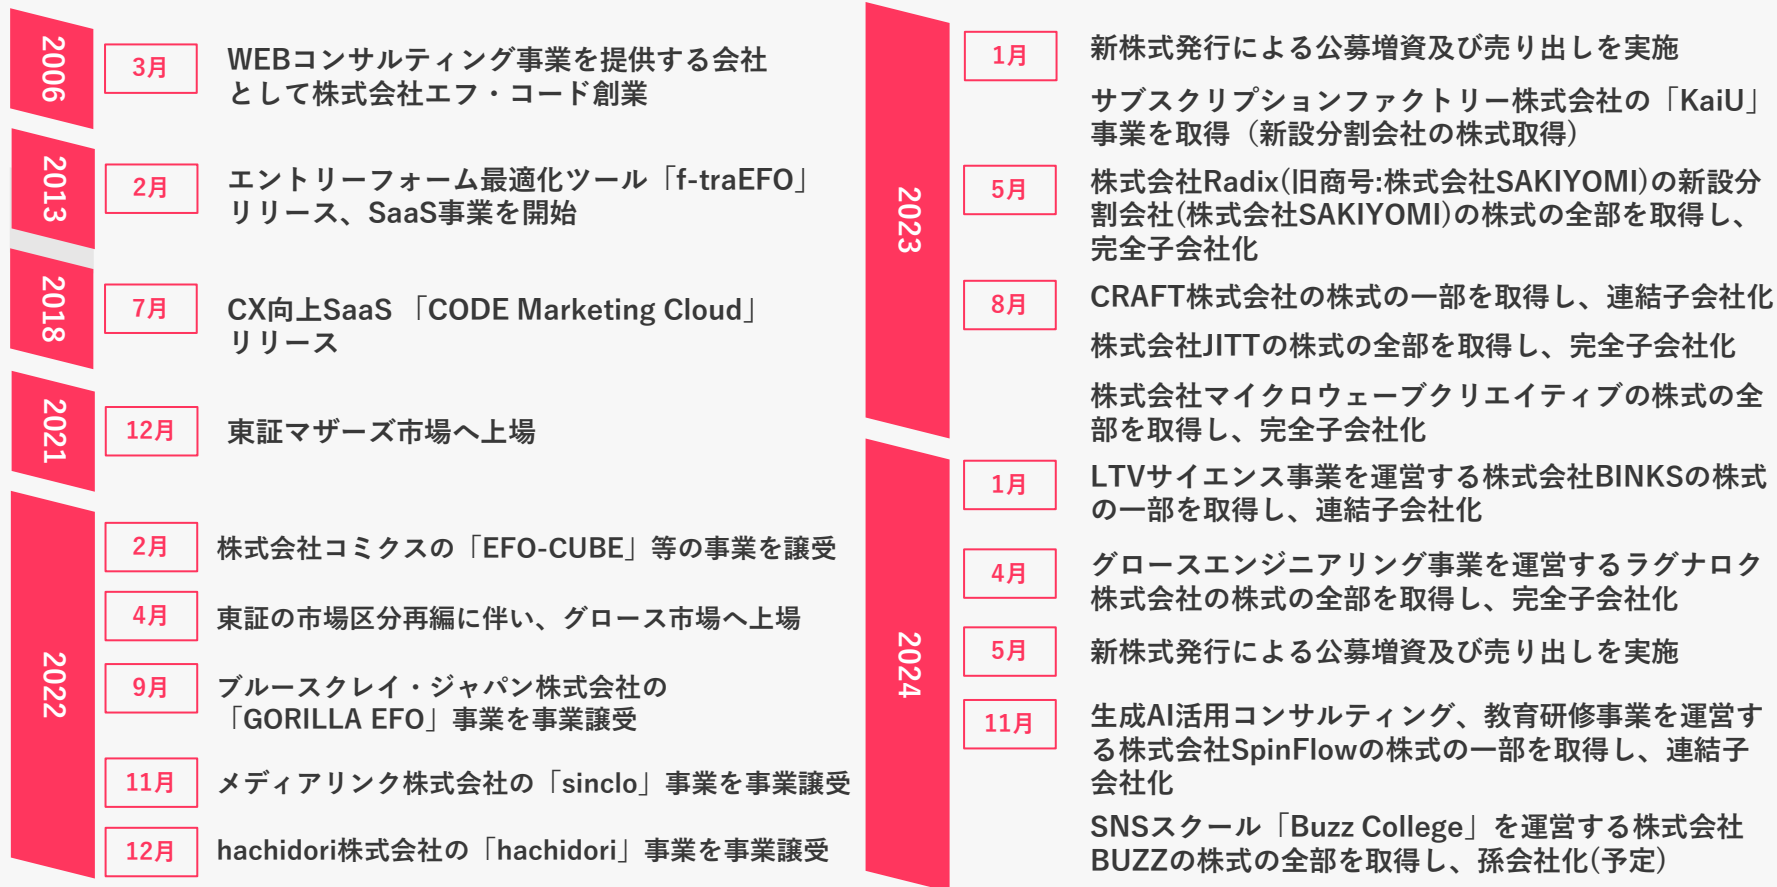 2006
3月
WEBコンサルティング事業を提供する会社
として株式会社エフ・コード創業
2013
2月
エントリーフォーム最適化ツール「f-traEFO」
リリース、SaaS事業を開始
2018
7月
CX向上SaaS 「CODE Marketing Cloud」
リリース
2021
12月
東証マザーズ市場へ上場
2022
2月
株式会社コミクスの「EFO-CUBE」等の事業を譲受
4月
東証の市場区分再編に伴い、グロース市場へ上場
9月
ブルースクレイ・ジャパン株式会社の
「GORILLA EFO」事業を事業譲受
11月
メディアリンク株式会社の「sinclo」事業を事業譲受
12月
hachidori株式会社の「hachidori」事業を事業譲受
2023
1月
新株式発行による公募増資及び売り出しを実施
サブスクリプションファクトリー株式会社の「KaiU」
事業を取得（新設分割会社の株式取得）
5月
株式会社Radix(旧商号:株式会社SAKIYOMI)の新設分
割会社(株式会社SAKIYOMI)の株式の全部を取得し、
完全子会社化
8月
CRAFT株式会社の株式の一部を取得し、連結子会社化
株式会社JITTの株式の全部を取得し、完全子会社化
株式会社マイクロウェーブクリエイティブの株式の全
部を取得し、完全子会社化
2024
1月
LTVサイエンス事業を運営する株式会社BINKSの株式
の一部を取得し、連結子会社化
4月
グロースエンジニアリング事業を運営するラグナロク
株式会社の株式の全部を取得し、完全子会社化
5月
新株式発行による公募増資及び売り出しを実施
11月
生成AI活用コンサルティング、教育研修事業を運営す
る株式会社SpinFlowの株式の一部を取得し、連結子
会社化
SNSスクール「Buzz College」を運営する株式会社
BUZZの株式の全部を取得し、孫会社化(予定)